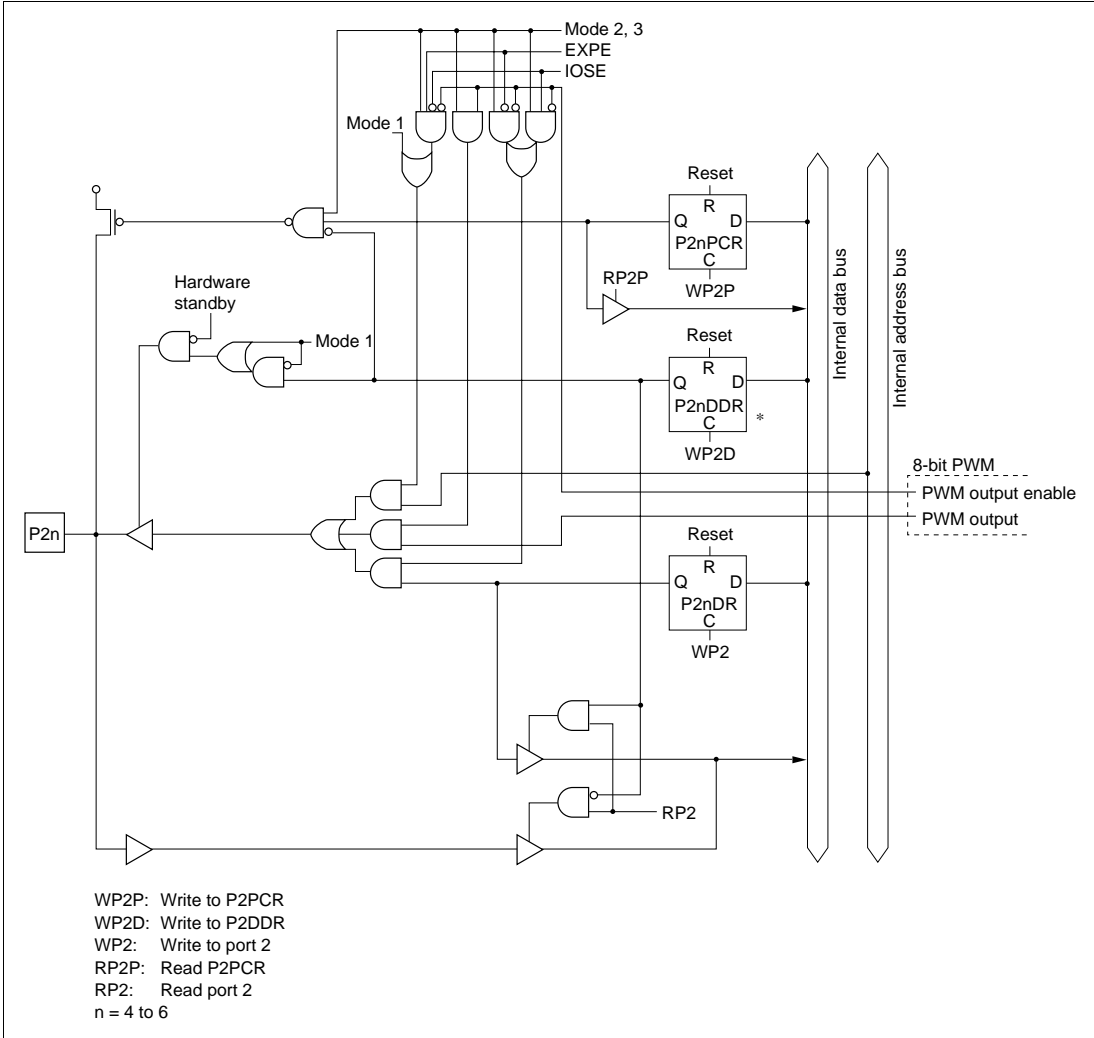 Mode 2, 3
EXPE
IOSE
Mode 1
Reset
R
Q D
P2nPCR
C
WP2P
RP2P
Hardware
standby
Mode 1
Reset
R
Q D
P2nDDR
C
*
WP2D
Internal data bus
Internal address bus
8-bit PWM
PWM output enable
PWM output
P2n
Reset
R
Q D
P2nDR
C
WP2
RP2
WP2P: Write to P2PCR
WP2D: Write to P2DDR
WP2: Write to port 2
RP2P: Read P2PCR
RP2: Read port 2
n = 4 to 6